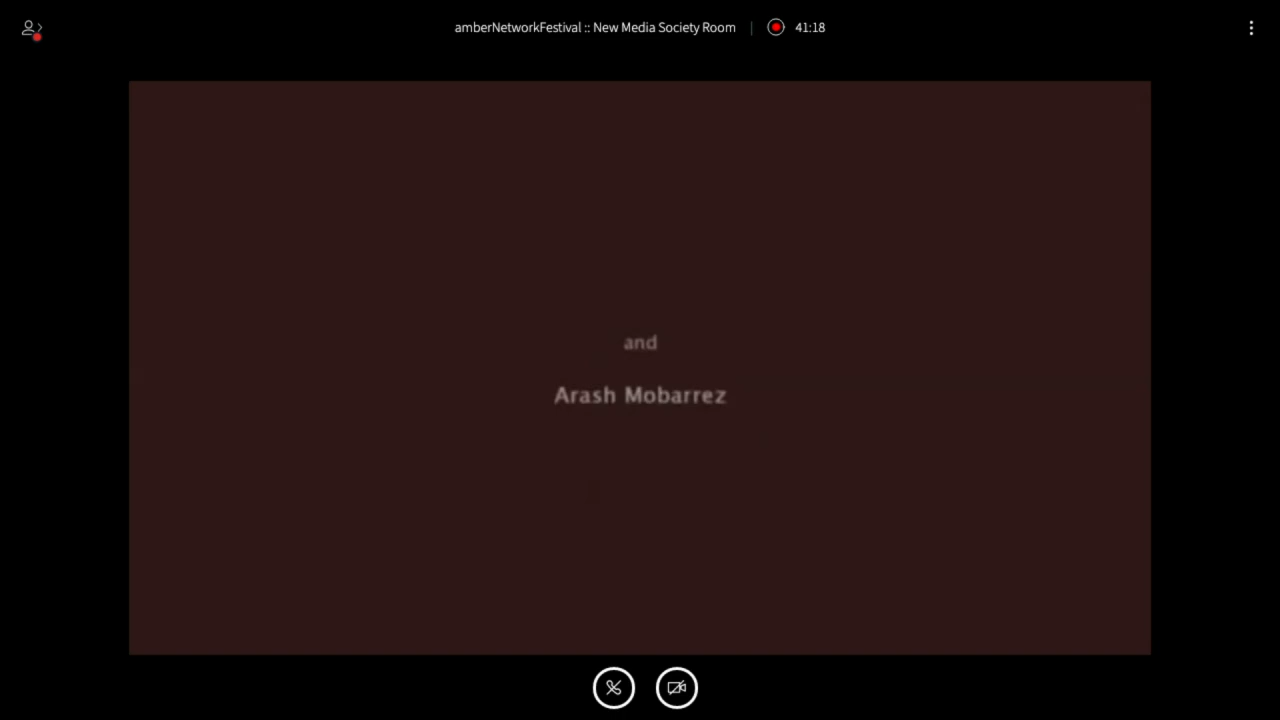 amberNetworkFestival :: New Media Society Room | 41:18
and
Arash Mobarrez